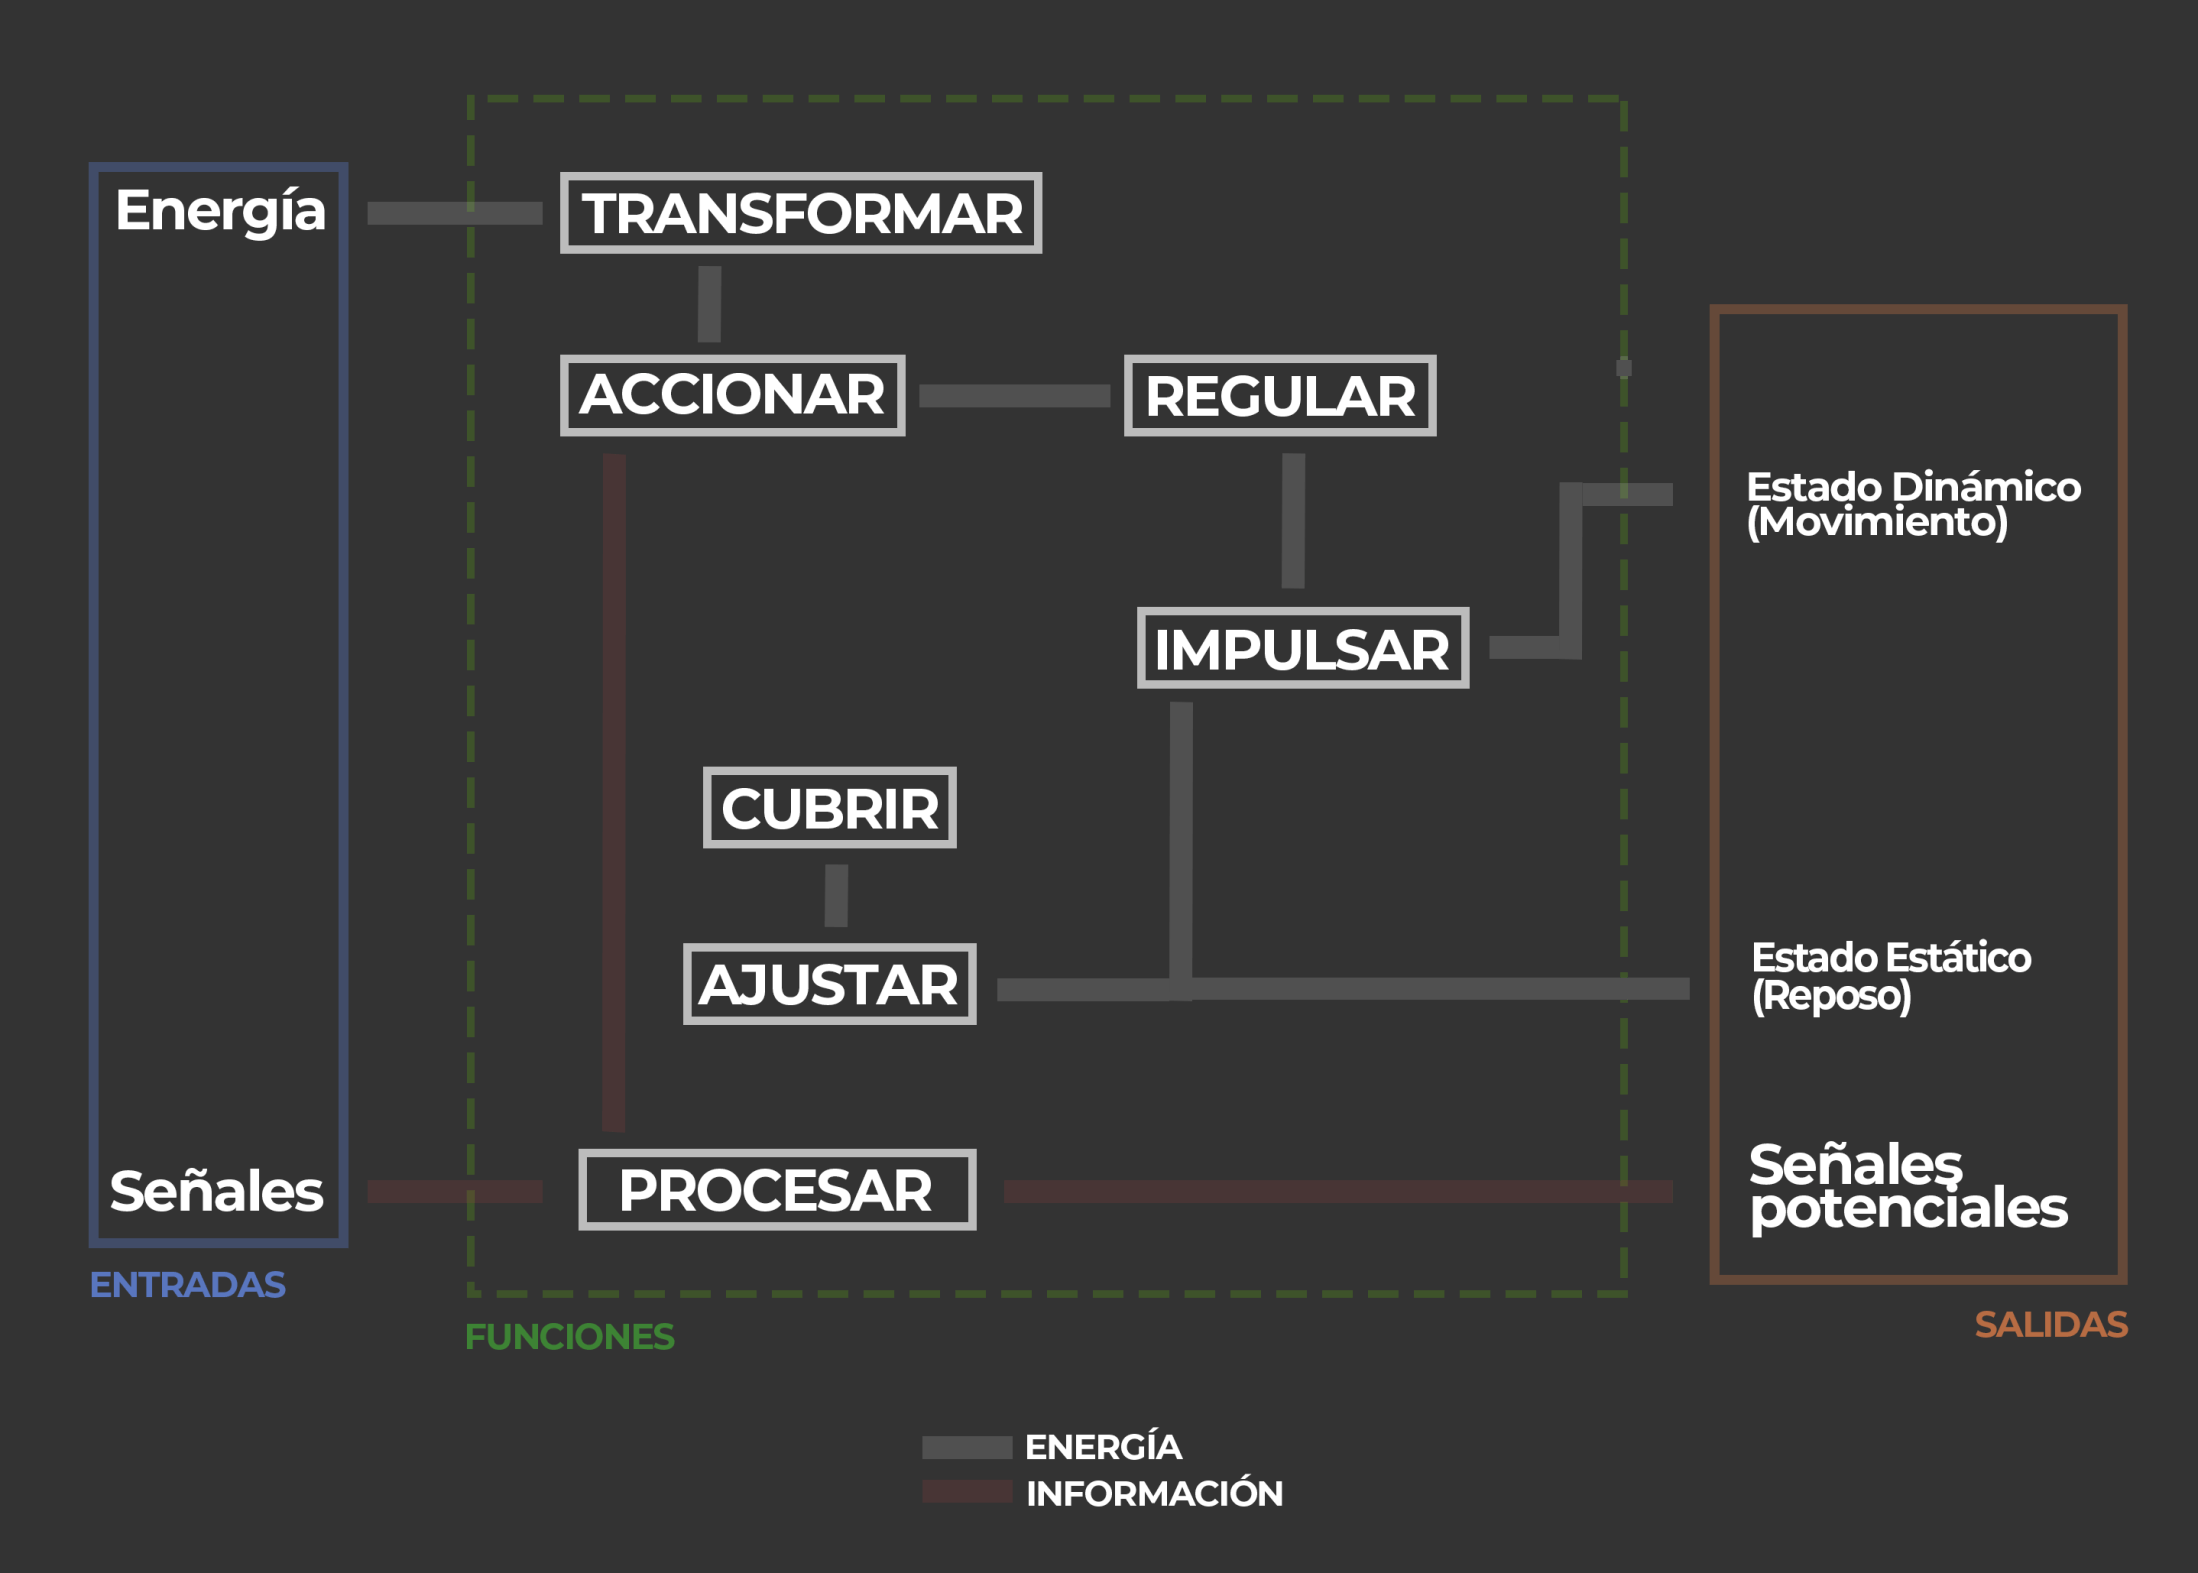 Energía
TRANSFORMAR
ACCIONAR
REGULAR
Estado Dinámico
(Movimiento)
IMPULSAR
CUBRIR
AJUSTAR
Estado Estático
(Reposo)
Señales
PROCESAR
Señales
potenciales
ENTRADAS
FUNCIONES
SALIDAS
ENERGÍA
INFORMACIÓN